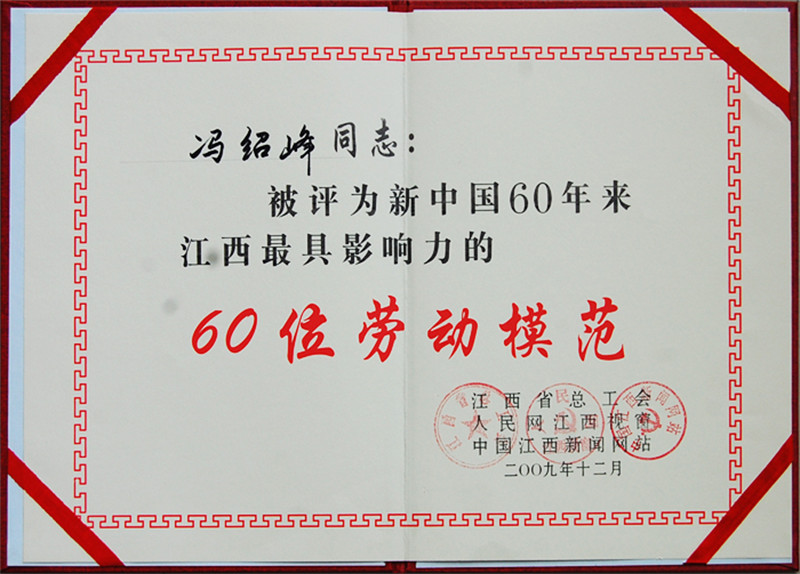 冯绍峰同志：
被评为新中国60年来
江西最具影响力的
60位劳动模范
江西省总工会
人民网江西视窗
中国江西新闻网站
二〇〇九年十二月